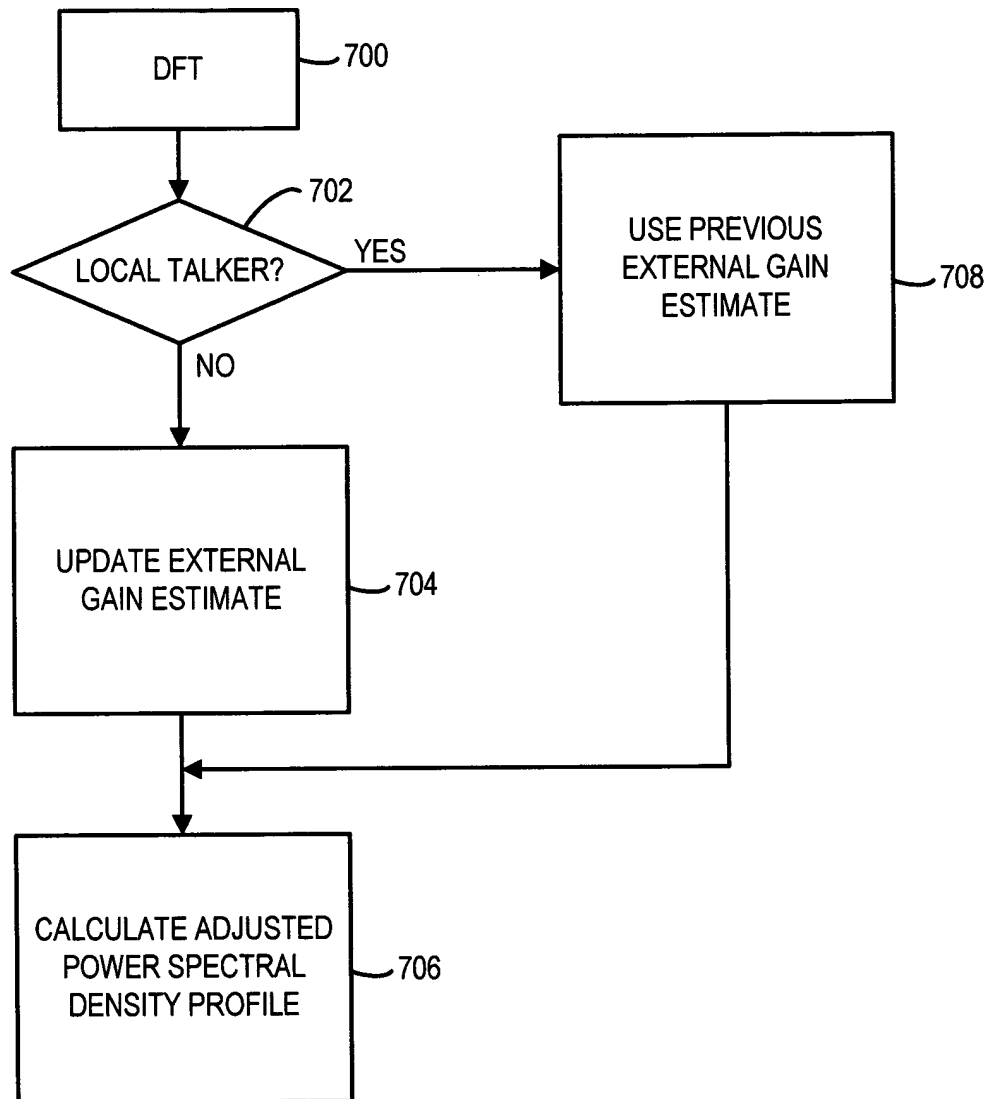 DFT
700
702
LOCAL TALKER?
YES
NO
USE PREVIOUS
EXTERNAL GAIN
ESTIMATE
708
UPDATE EXTERNAL
GAIN ESTIMATE
704
CALCULATE ADJUSTED
POWER SPECTRAL
DENSITY PROFILE
706